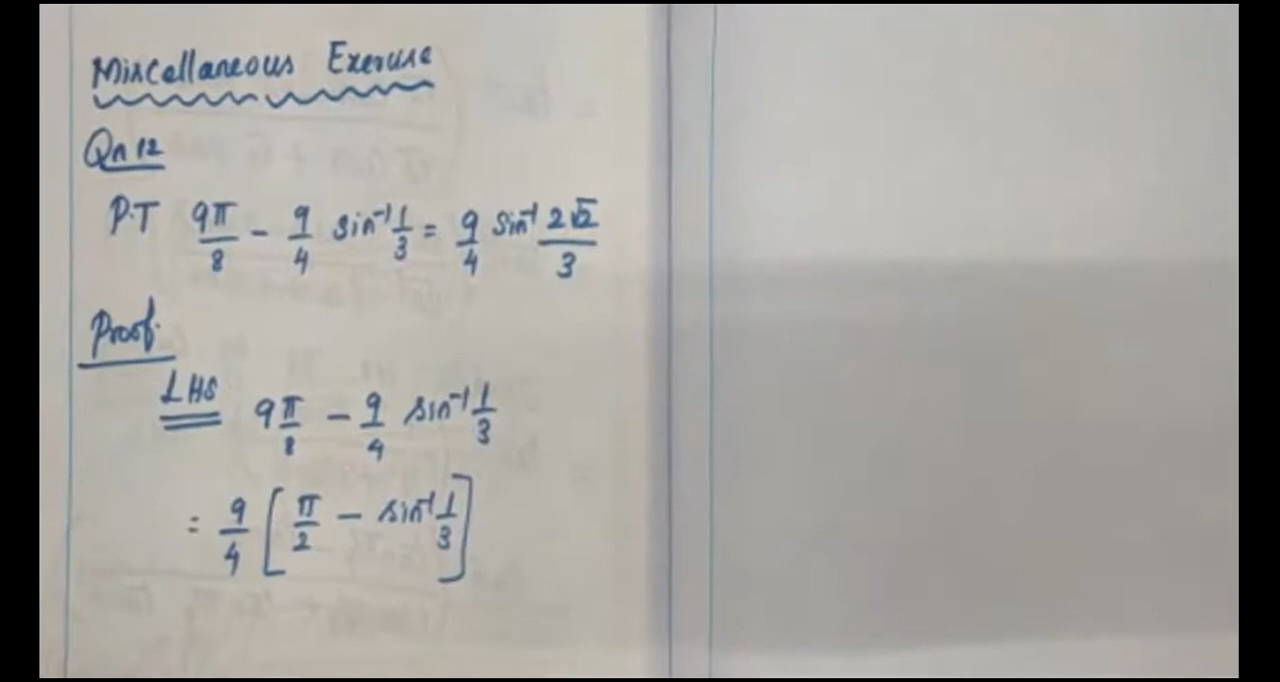 Miscellaneous Exercise
Qn 12
P.T 9π/8 - 9/4 sin⁻¹ 1/3 = 9/4 sin⁻¹ 2√2/3
Proof.
LHS 9π/8 - 9/4 sin⁻¹ 1/3
= 9/4 [π/2 - sin⁻¹ 1/3]